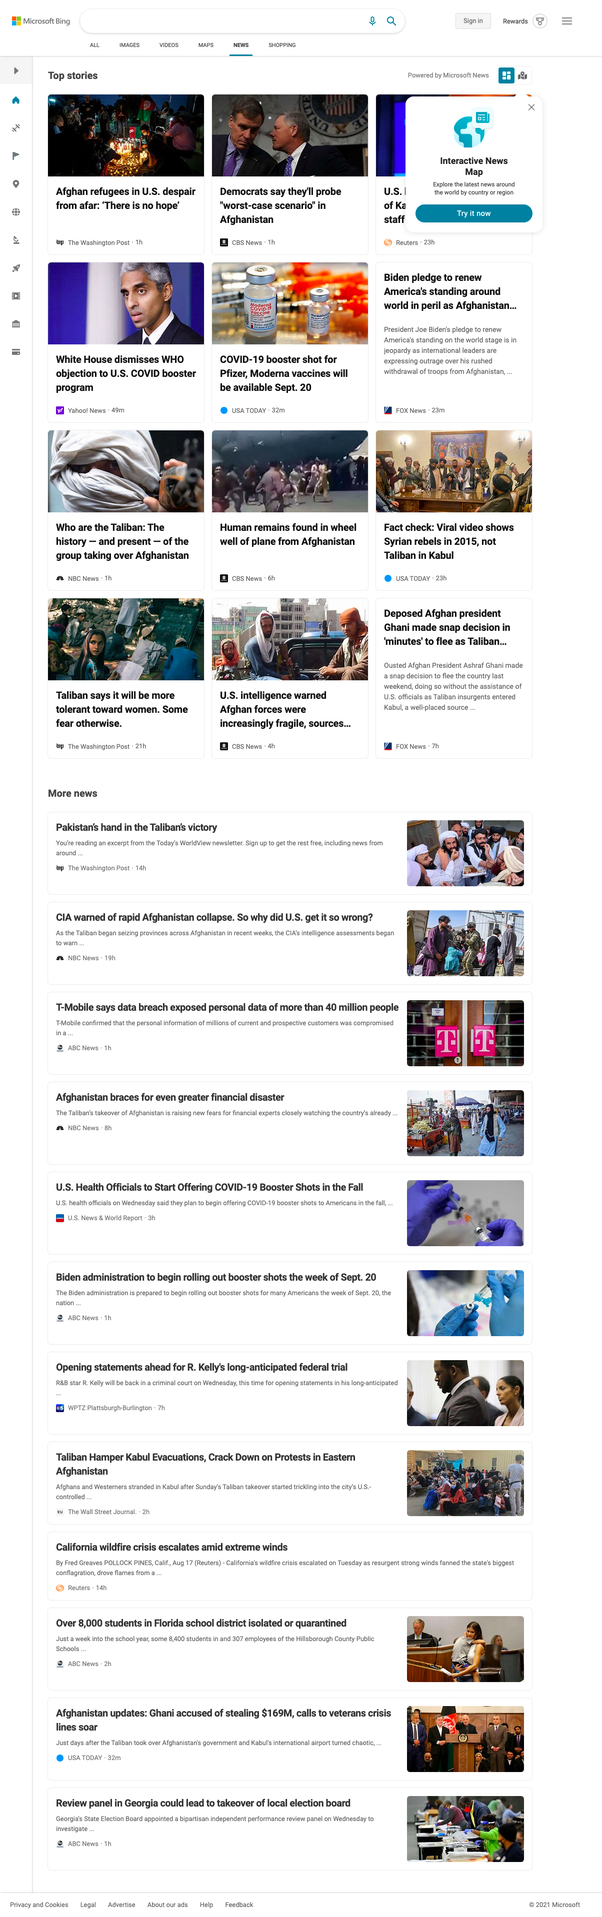 Microsoft Bing
Sign in
Rewards
ALL
IMAGES
VIDEOS
MAPS
NEWS
SHOPPING
Top stories
Powered by Microsoft News
Afghan refugees in U.S. despair
from afar: 'There is no hope'
The Washington Post · 1h
Democrats say they'll probe
"worst-case scenario" in
Afghanistan
CBS News · 1h
U.S.
of Ka
staff
Reuters · 23h
Interactive News
Map
Explore the latest news around
the world by country or region
Try it now
White House dismisses WHO
objection to U.S. COVID booster
program
Yahoo! News · 49m
COVID-19 booster shot for
Pfizer, Moderna vaccines will
be available Sept. 20
USA TODAY · 32m
Biden pledge to renew
America's standing around
world in peril as Afghanistan...
President Joe Biden's pledge to renew
America's standing on the world stage is in
jeopardy as international leaders are
expressing outrage over his rushed
withdrawal of troops from Afghanistan, ...
FOX News · 23m
Who are the Taliban: The
history — and present — of the
group taking over Afghanistan
NBC News · 1h
Human remains found in wheel
well of plane from Afghanistan
CBS News · 6h
Fact check: Viral video shows
Syrian rebels in 2015, not
Taliban in Kabul
USA TODAY · 23h
Taliban says it will be more
tolerant toward women. Some
fear otherwise.
The Washington Post · 21h
U.S. intelligence warned
Afghan forces were
increasingly fragile, sources...
CBS News · 4h
Deposed Afghan president
Ghani made snap decision in
'minutes' to flee as Taliban...
Ousted Afghan President Ashraf Ghani made
a snap decision to flee the country last
weekend, doing so without the assistance of
U.S. officials as Taliban insurgents entered
Kabul, a well-placed source ...
FOX News · 7h
More news
Pakistan's hand in the Taliban's victory
You're reading an excerpt from the Today's WorldView newsletter. Sign up to get the rest free, including news from
around ...
The Washington Post · 14h
CIA warned of rapid Afghanistan collapse. So why did U.S. get it so wrong?
As the Taliban began seizing provinces across Afghanistan in recent weeks, the CIA's intelligence assessments began
to warn ...
NBC News · 19h
T-Mobile says data breach exposed personal data of more than 40 million people
T-Mobile confirmed that the personal information of millions of current and prospective customers was compromised
in a ...
ABC News · 1h
Afghanistan braces for even greater financial disaster
The Taliban's takeover of Afghanistan is raising new fears for financial experts closely watching the country's already ...
NBC News · 8h
U.S. Health Officials to Start Offering COVID-19 Booster Shots in the Fall
U.S. health officials on Wednesday said they plan to begin offering COVID-19 booster shots to Americans in the fall, ...
U.S. News & World Report · 3h
Biden administration to begin rolling out booster shots the week of Sept. 20
The Biden administration is prepared to begin rolling out booster shots for many Americans the week of Sept. 20, the
nation ...
ABC News · 1h
Opening statements ahead for R. Kelly's long-anticipated federal trial
R&B star R. Kelly will be back in a criminal court on Wednesday, this time for opening statements in his long-anticipated
...
WPTZ Plattsburgh-Burlington · 7h
Taliban Hamper Kabul Evacuations, Crack Down on Protests in Eastern
Afghanistan
Afghans and Westerners stranded in Kabul after Sunday's Taliban takeover started trickling into the city's U.S.-
controlled ...
The Wall Street Journal. · 2h
California wildfire crisis escalates amid extreme winds
By Fred Greaves POLLOCK PINES, Calif., Aug 17 (Reuters) - California's wildfire crisis escalated on Tuesday as resurgent strong winds fanned the state's biggest
conflagration, drove flames from a ...
Reuters · 14h
Over 8,000 students in Florida school district isolated or quarantined
Just a week into the school year, some 8,400 students in and 307 employees of the Hillsborough County Public
Schools ...
ABC News · 2h
Afghanistan updates: Ghani accused of stealing $169M, calls to veterans crisis
lines soar
Just days after the Taliban took over Afghanistan's government and Kabul's international airport turned chaotic, ...
USA TODAY · 32m
Review panel in Georgia could lead to takeover of local election board
Georgia's State Election Board appointed a bipartisan independent performance review panel on Wednesday to
investigate ...
ABC News · 1h
Privacy and Cookies
Legal
Advertise
About our ads
Help
Feedback
© 2021 Microsoft